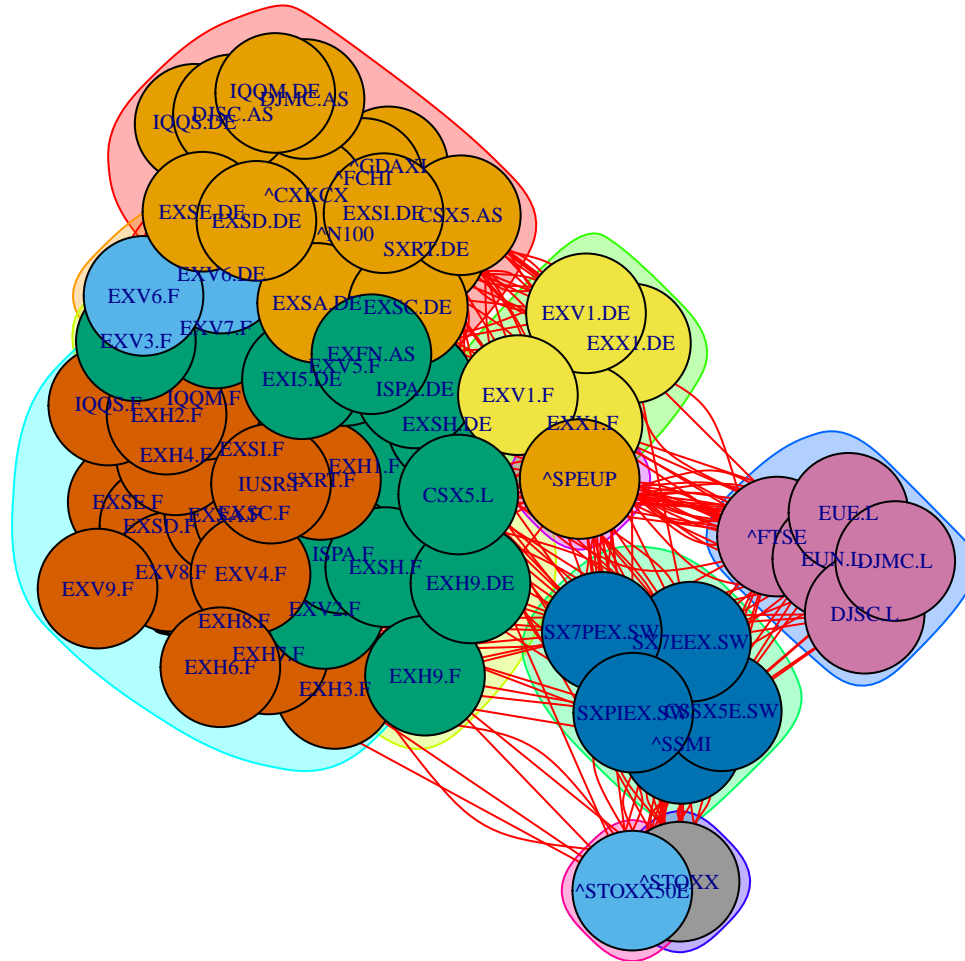 IQQM.DE
DJMC.AS
DJSC.AS
IQQS.DE
^GDAXI
^FCHI
^CXKCX
EXSE.DE
EXSI.DE
CSX5.AS
EXSD.DE
^N100
SXRT.DE
EXV6.DE
EXV6.F
EXSA.DE
EXSC.DE
EXV1.DE
EXV7.F
EXV3.F
EXX1.DE
EXFN.AS
EXV5.F
EXI5.DE
ISPA.DE
EXV1.F
IQQS.F
IQQM.F
EXH2.F
EXSH.DE
EXX1.F
EXSI.F
EXH4.F
EXH1.F
SXRT.F
IUSR.F
^SPEUP
CSX5.L
EXSE.F
EXSC.F
EXSA.F
EXSD.F
EUE.L
^FTSE
EUN.L
DJMC.L
ISPA.F
EXSH.F
EXV8.F
EXV4.F
EXH9.DE
EXV9.F
EXV2.F
DJSC.L
EXH8.F
SX7PEX.SW
SX7EEX.SW
EXH7.F
EXH6.F
EXH9.F
EXH3.F
SXPIEX.SW
CSSX5E.SW
^SSMI
^STOXX
^STOXX50E